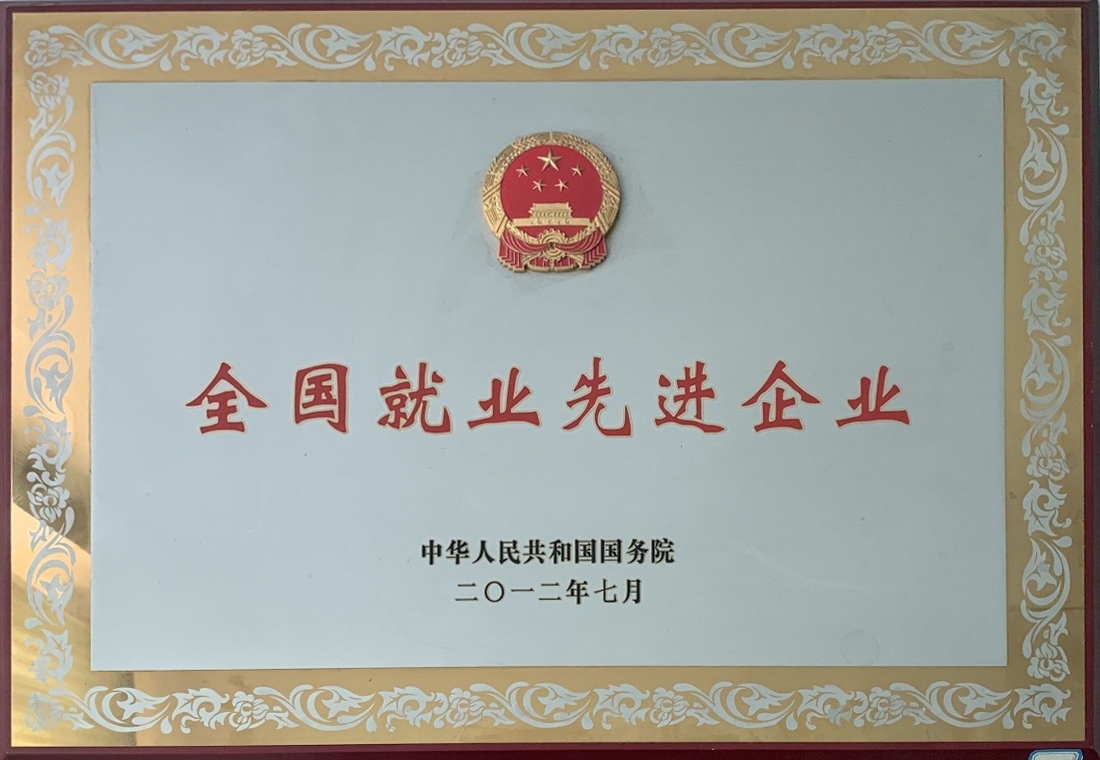 全国就业先进企业
中华人民共和国国务院
二〇一二年七月